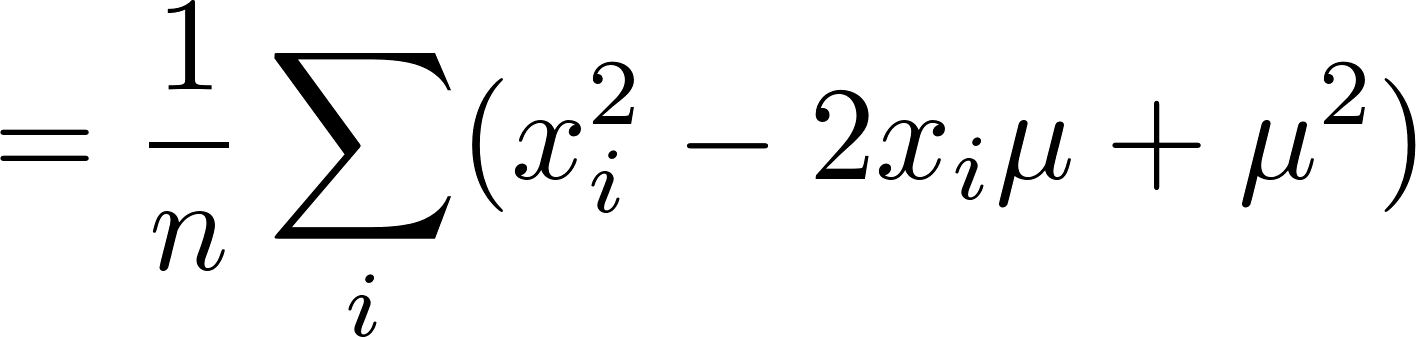 $= \frac{1}{n} \sum_{i} (x_i^2 - 2x_i\mu + \mu^2)$